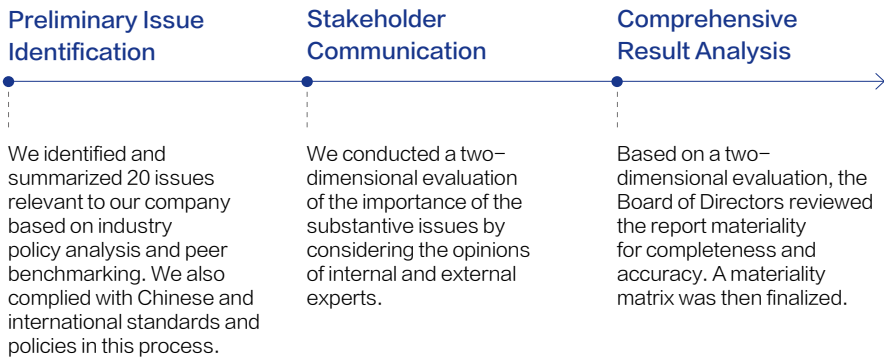 Preliminary Issue
Identification
We identified and
summarized 20 issues
relevant to our company
based on industry
policy analysis and peer
benchmarking. We also
complied with Chinese and
international standards and
policies in this process.
Stakeholder
Communication
We conducted a two–
dimensional evaluation
of the importance of the
substantive issues by
considering the opinions
of internal and external
experts.
Comprehensive
Result Analysis
Based on a two–
dimensional evaluation, the
Board of Directors reviewed
the report materiality
for completeness and
accuracy. A materiality
matrix was then finalized.